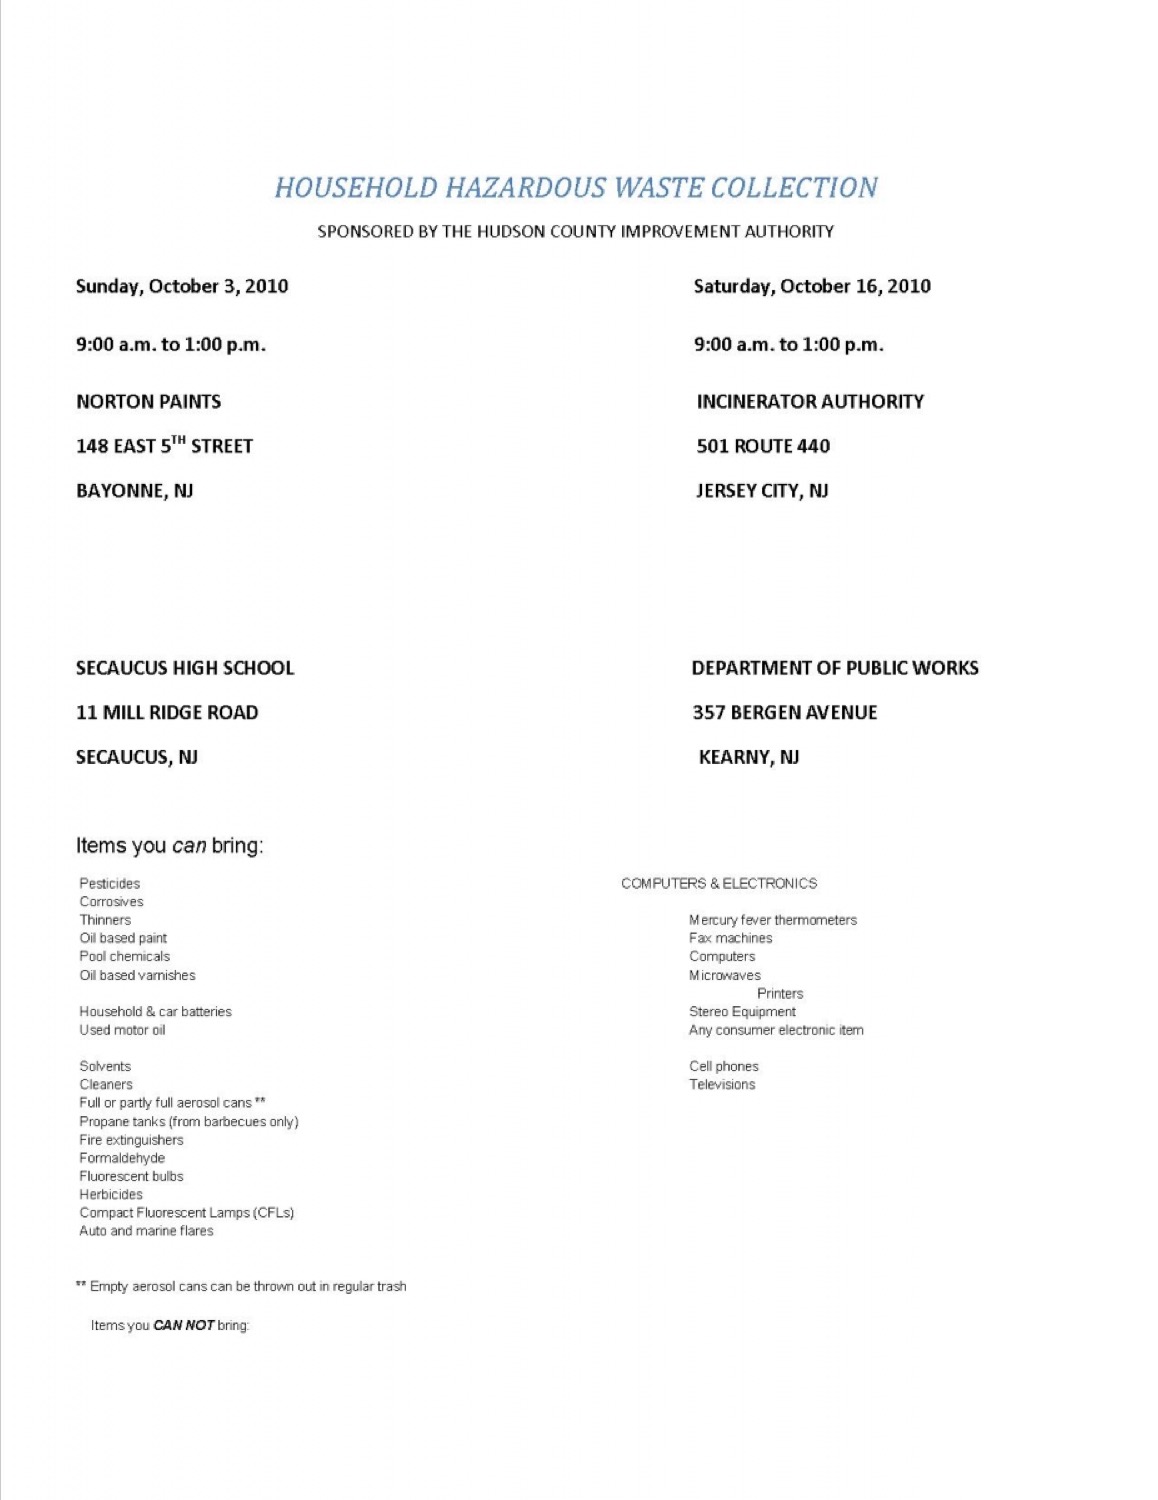 HOUSEHOLD HAZARDOUS WASTE COLLECTION
SPONSORED BY THE HUDSON COUNTY IMPROVEMENT AUTHORITY
Sunday, October 3, 2010
9:00 a.m. to 1:00 p.m.
NORTON PAINTS
148 EAST 5TH STREET
BAYONNE, NJ
Saturday, October 16, 2010
9:00 a.m. to 1:00 p.m.
INCINERATOR AUTHORITY
501 ROUTE 440
JERSEY CITY, NJ
SECAUCUS HIGH SCHOOL
11 MILL RIDGE ROAD
SECAUCUS, NJ
DEPARTMENT OF PUBLIC WORKS
357 BERGEN AVENUE
KEARNY, NJ
Items you can bring:
Pesticides
Corrosives
Thinners
Oil based paint
Pool chemicals
Oil based varnishes
Household & car batteries
Used motor oil
Solvents
Cleaners
Full or partly full aerosol cans **
Propane tanks (from barbecues only)
Fire extinguishers
Formaldehyde
Fluorescent bulbs
Herbicides
Compact Fluorescent Lamps (CFLs)
Auto and marine flares
COMPUTERS & ELECTRONICS
Mercury fever thermometers
Fax machines
Computers
Microwaves
Printers
Stereo Equipment
Any consumer electronic item
Cell phones
Televisions
** Empty aerosol cans can be thrown out in regular trash
Items you CAN NOT bring: